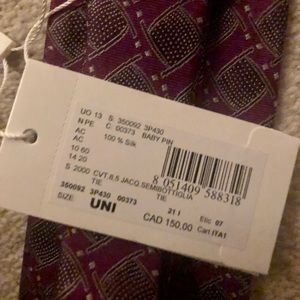 UO 13 S: 350092 3P430
N PE C: 00373 BABY PIN
AC 100 % Silk
AC
10 60
14 20
S 2000 CVT.8,5 JACQ.SEMIBOTTIGLIA
TIE TIE
350092 3P430 00373
SIZE UNI
21 I Etic 07
CAD 150,00 Cart ITA1
8 051409 588318